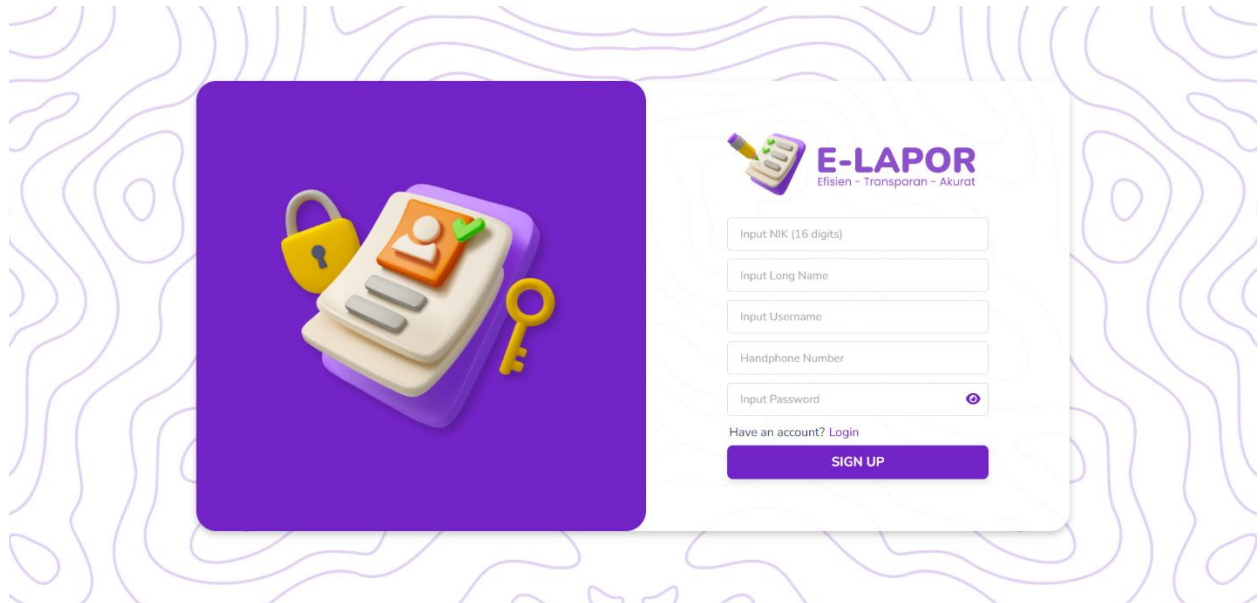 E-LAPOR
Efisien - Transparan - Akurat
Input NIK (16 digits)
Input Long Name
Input Username
Handphone Number
Input Password
Have an account? Login
SIGN UP